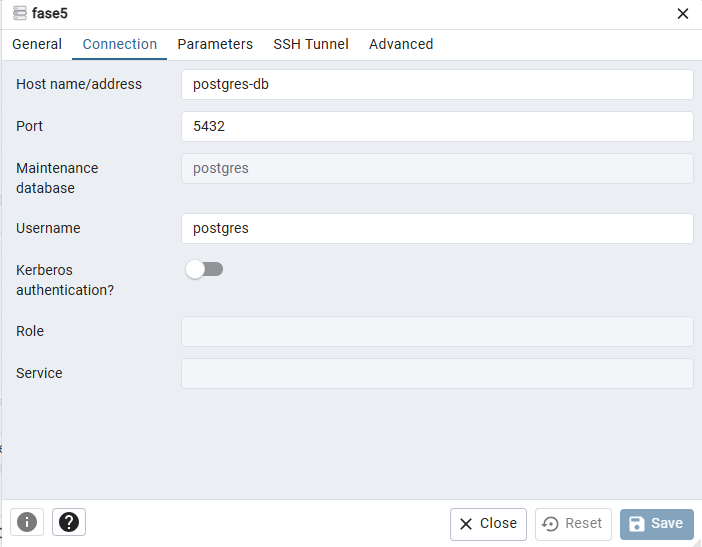 fase5
General Connection Parameters SSH Tunnel Advanced
Host name/address postgres-db
Port 5432
Maintenance database postgres
Username postgres
Kerberos authentication?
Role
Service
Close Reset Save